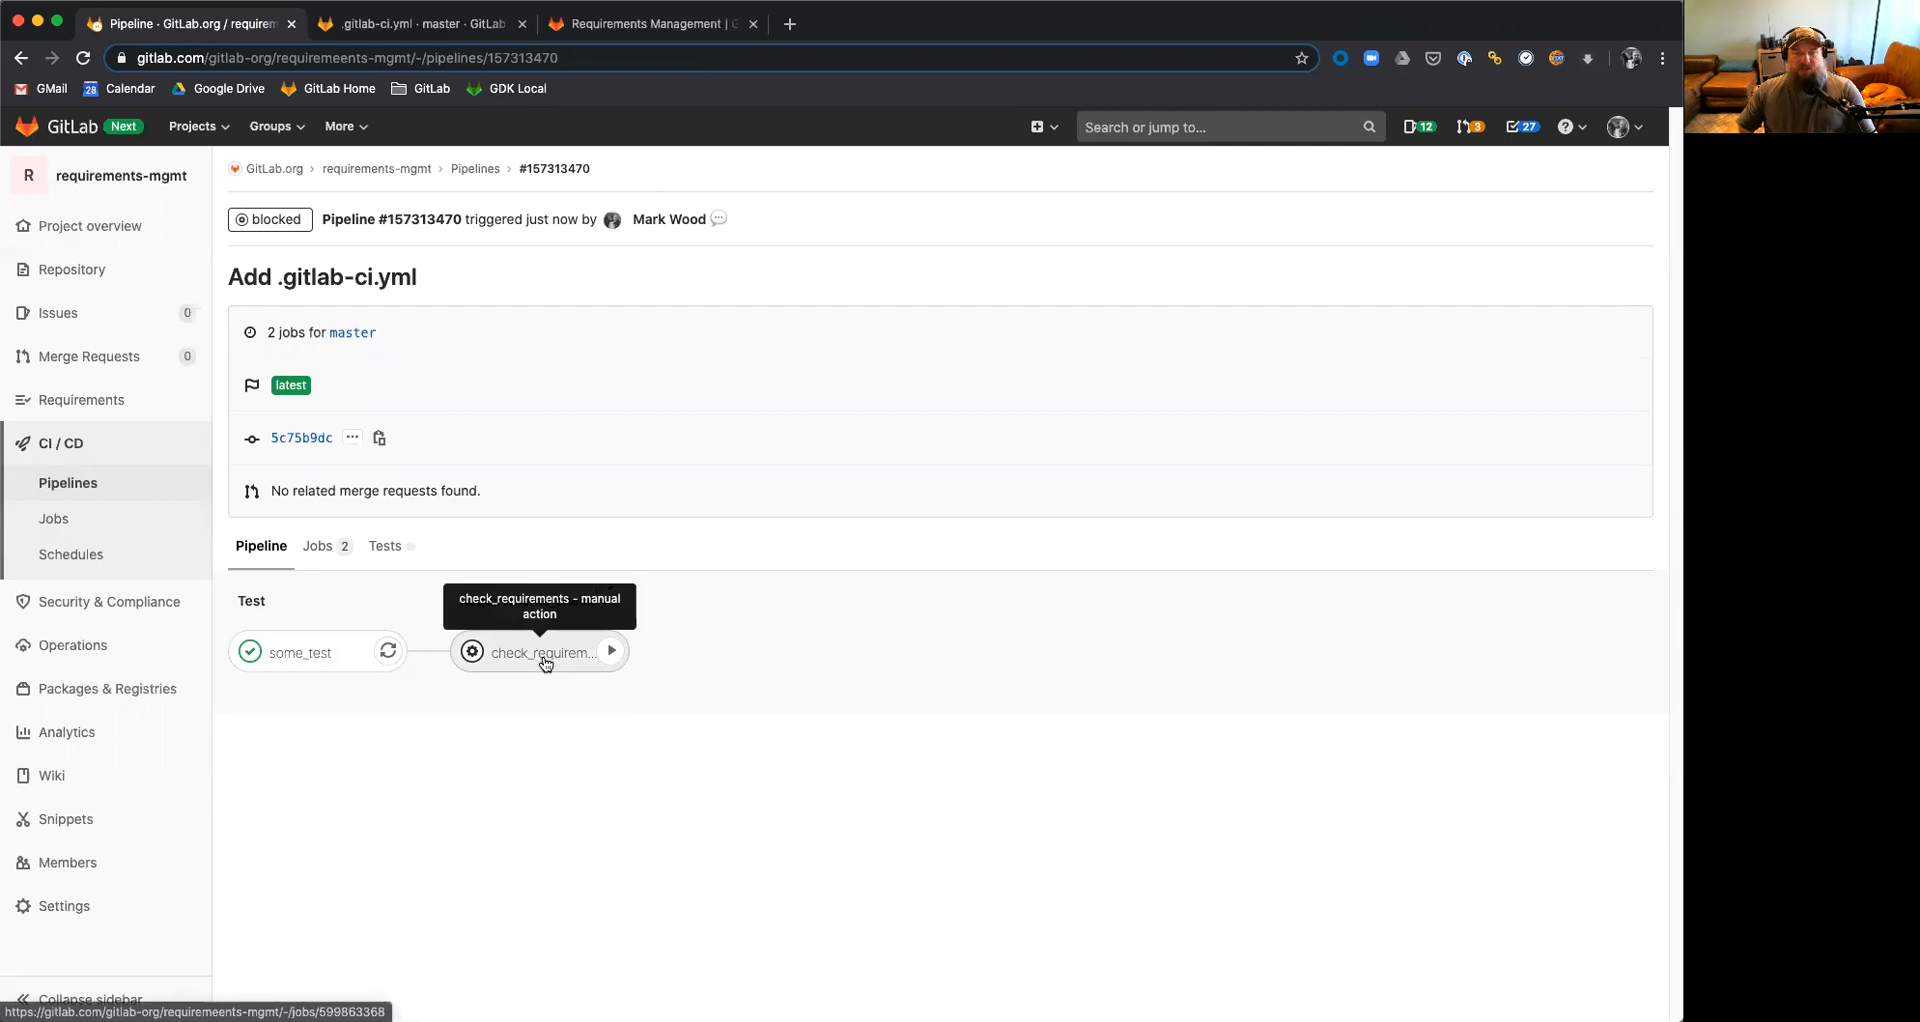 Pipeline · GitLab.org / requirem
.gitlab-ci.yml · master · GitLab
Requirements Management |
gitlab.com/gitlab-org/requiremeents-mgmt/-/pipelines/157313470
GMail
28
Calendar
Google Drive
GitLab Home
GitLab
GDK Local
GitLab
Next
Projects
Groups
More
Search or jump to...
12
3
27
R
requirements-mgmt
Project overview
Repository
Issues
0
Merge Requests
0
Requirements
CI / CD
Pipelines
Jobs
Schedules
Security & Compliance
Operations
Packages & Registries
Analytics
Wiki
Snippets
Members
Settings
Collapse sidebar
https://gitlab.com/gitlab-org/requiremeents-mgmt/-/jobs/599863368
GitLab.org › requirements-mgmt › Pipelines › #157313470
blocked
Pipeline #157313470 triggered just now by Mark Wood
Add .gitlab-ci.yml
2 jobs for master
latest
5c75b9dc
No related merge requests found.
Pipeline
Jobs 2
Tests
Test
check_requirements - manual
action
some_test
check_requirem...